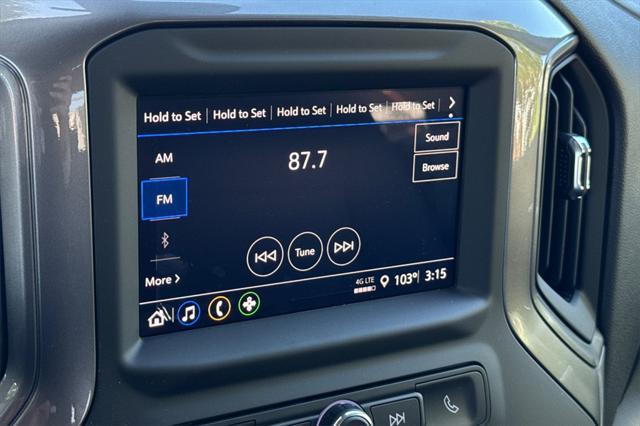 Hold to Set Hold to Set Hold to Set Hold to Set Hold to Set
AM
87.7
Sound
Browse
FM
Tune
More
4G LTE
103° 3:15